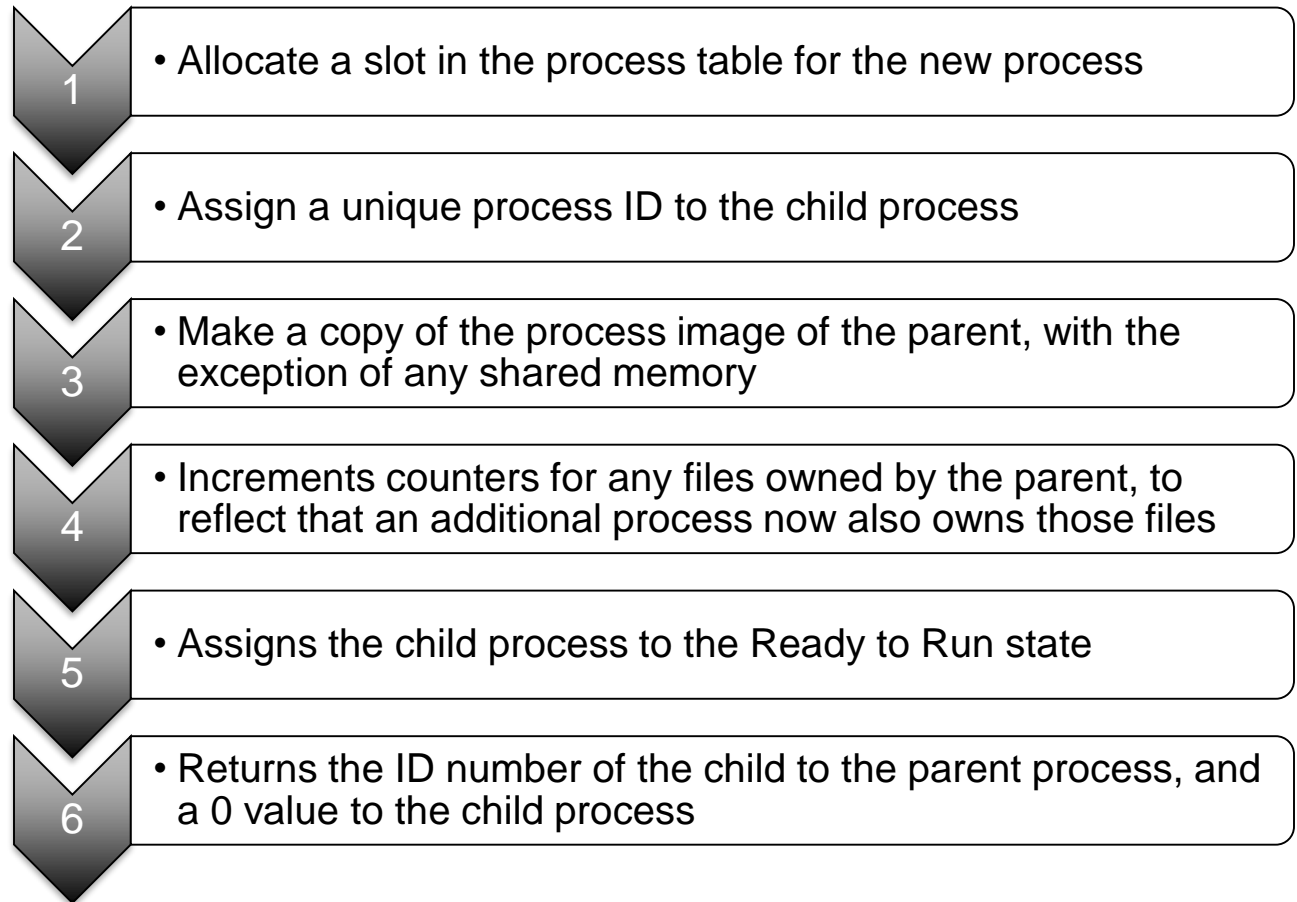 1
• Allocate a slot in the process table for the new process
2
• Assign a unique process ID to the child process
3
• Make a copy of the process image of the parent, with the
exception of any shared memory
4
• Increments counters for any files owned by the parent, to
reflect that an additional process now also owns those files
5
• Assigns the child process to the Ready to Run state
6
• Returns the ID number of the child to the parent process, and
a 0 value to the child process